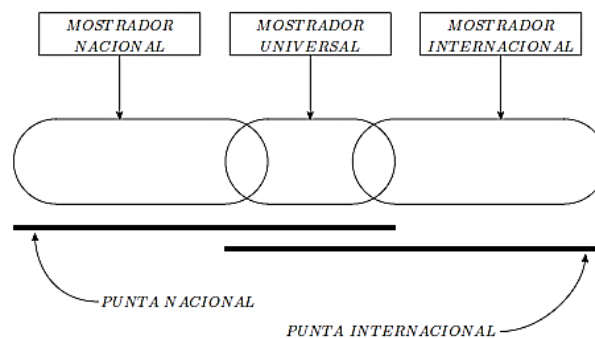 MOSTRADOR
NACIONAL
MOSTRADOR
UNIVERSAL
MOSTRADOR
INTERNACIONAL
PUNTA NACIONAL
PUNTA INTERNACIONAL